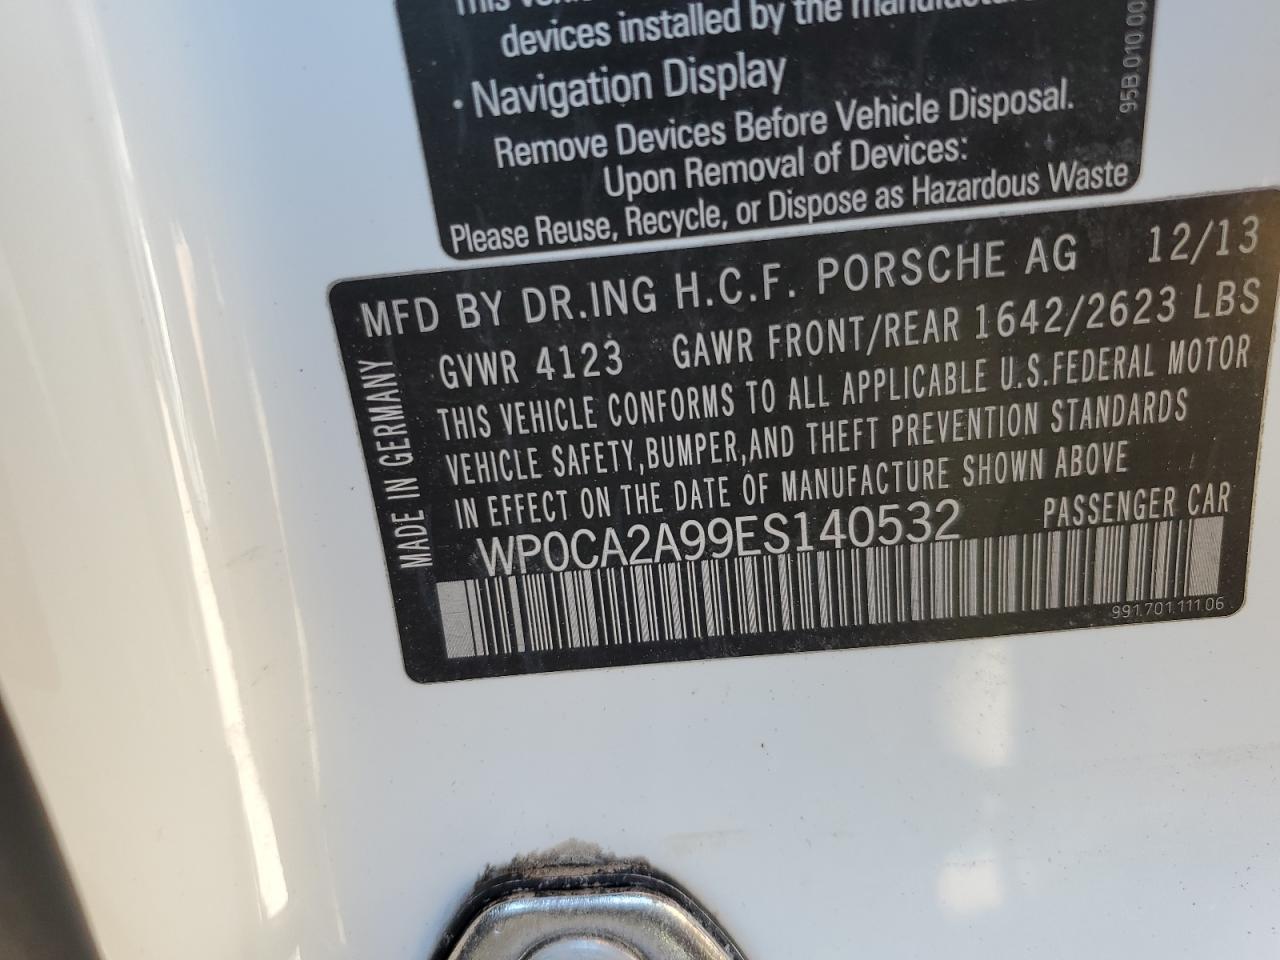 devices installed by the
• Navigation Display
Remove Devices Before Vehicle Disposal.
Upon Removal of Devices:
Please Reuse, Recycle, or Dispose as Hazardous Waste
95B.010.00
MFD BY DR.ING H.C.F. PORSCHE AG 12/13
GVWR 4123 GAWR FRONT/REAR 1642/2623 LBS
THIS VEHICLE CONFORMS TO ALL APPLICABLE U.S.FEDERAL MOTOR
VEHICLE SAFETY,BUMPER,AND THEFT PREVENTION STANDARDS
IN EFFECT ON THE DATE OF MANUFACTURE SHOWN ABOVE
WP0CA2A99ES140532 PASSENGER CAR
991.701.111.06
MADE IN GERMANY